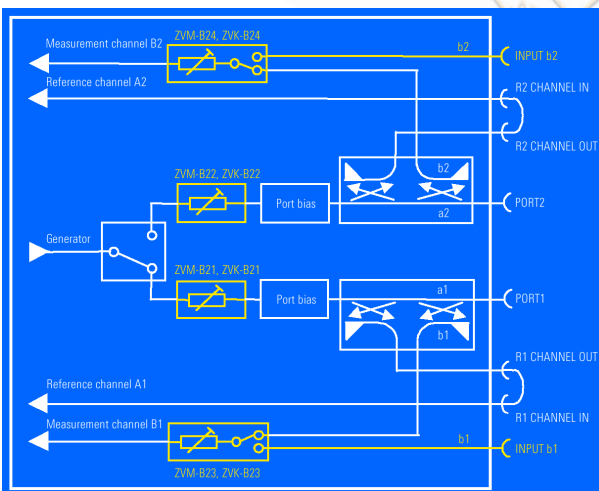 ZVM-B24, ZVK-B24
Measurement channel B2
b2
INPUT b2
Reference channel A2
R2 CHANNEL IN
R2 CHANNEL OUT
ZVM-B22, ZVK-B22
b2
Port bias
a2
PORT2
Generator
ZVM-B21, ZVK-B21
Port bias
a1
PORT1
b1
R1 CHANNEL OUT
Reference channel A1
R1 CHANNEL IN
Measurement channel B1
b1
INPUT b1
ZVM-B23, ZVK-B23